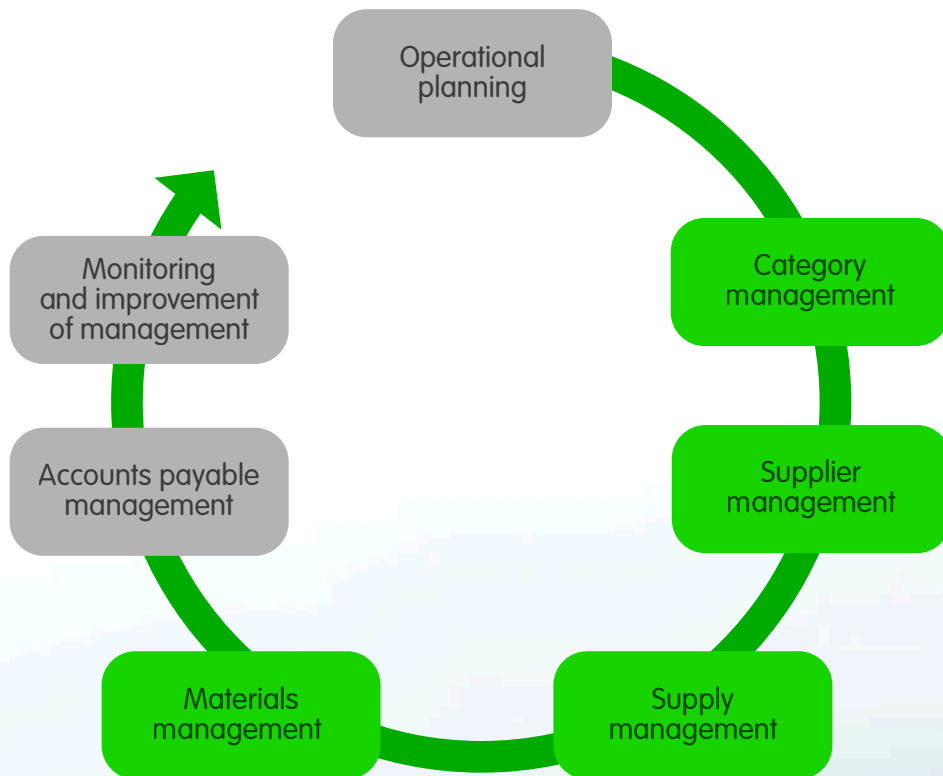 Operational
planning
Category
management
Supplier
management
Supply
management
Materials
management
Accounts payable
management
Monitoring
and improvement
of management